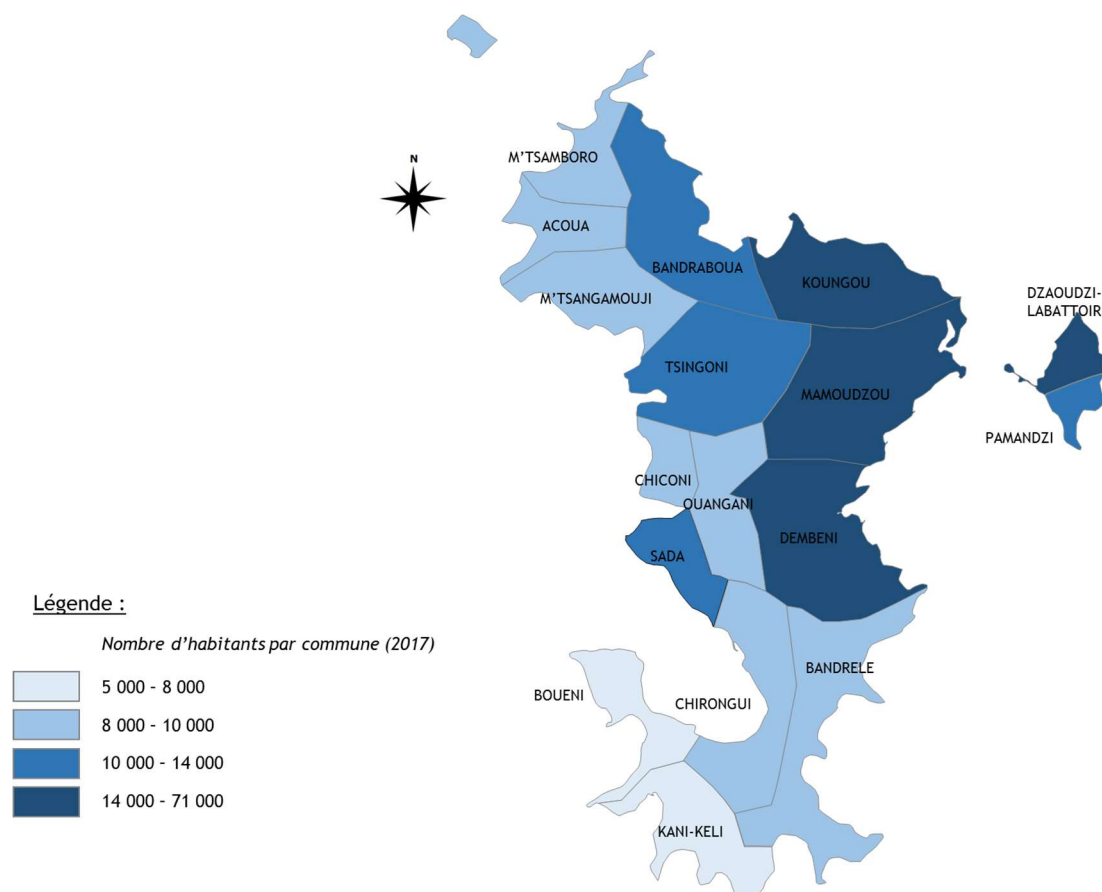 N
M'TSAMBORO
ACOUA
BANDRABOUA
KOUNGOU
M'TSANGAMOUJI
DZAOUDZI-
LABATTOIR
TSINGONI
MAMOUDZOU
PAMANDZI
CHICONI
OUANGANI
DEMBENI
SADA
Légende :
Nombre d'habitants par commune (2017)
5 000 - 8 000
8 000 - 10 000
10 000 - 14 000
14 000 - 71 000
BANDRELE
BOUENI
CHIRONGUI
KANI-KELI